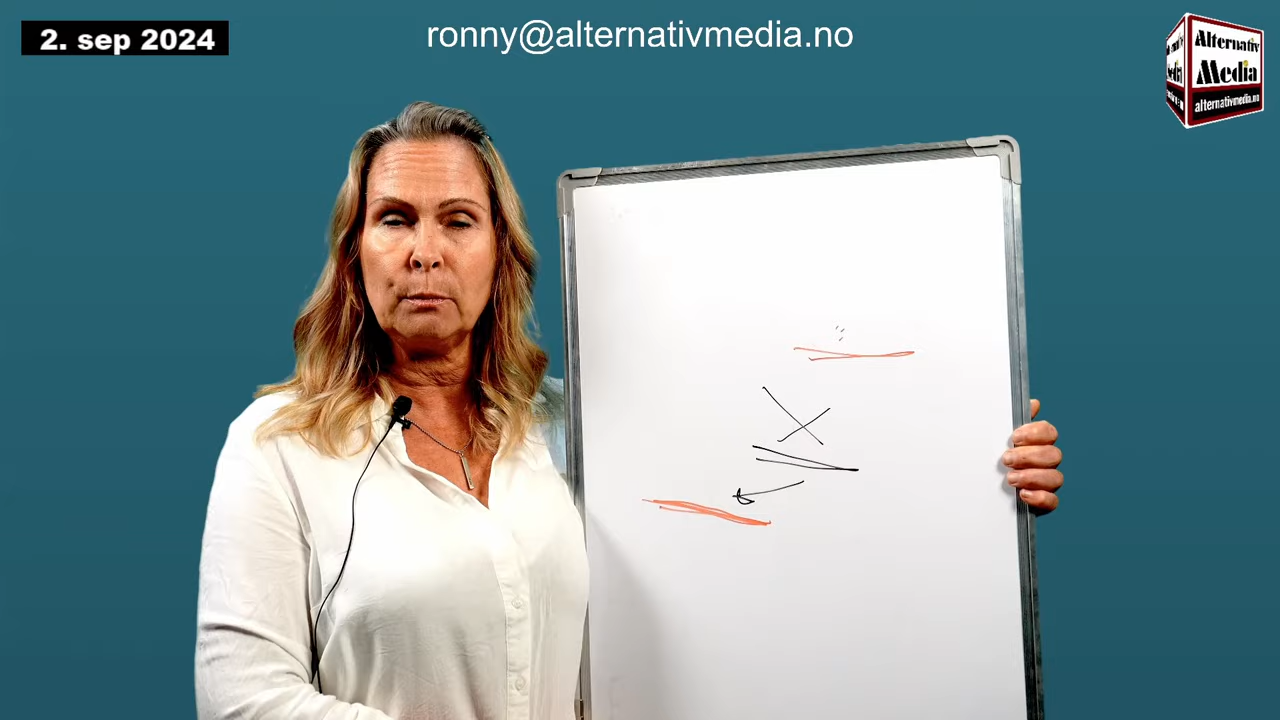 2. sep 2024
ronny@alternativmedia.no
Alternativ
Media
alternativmedia.no